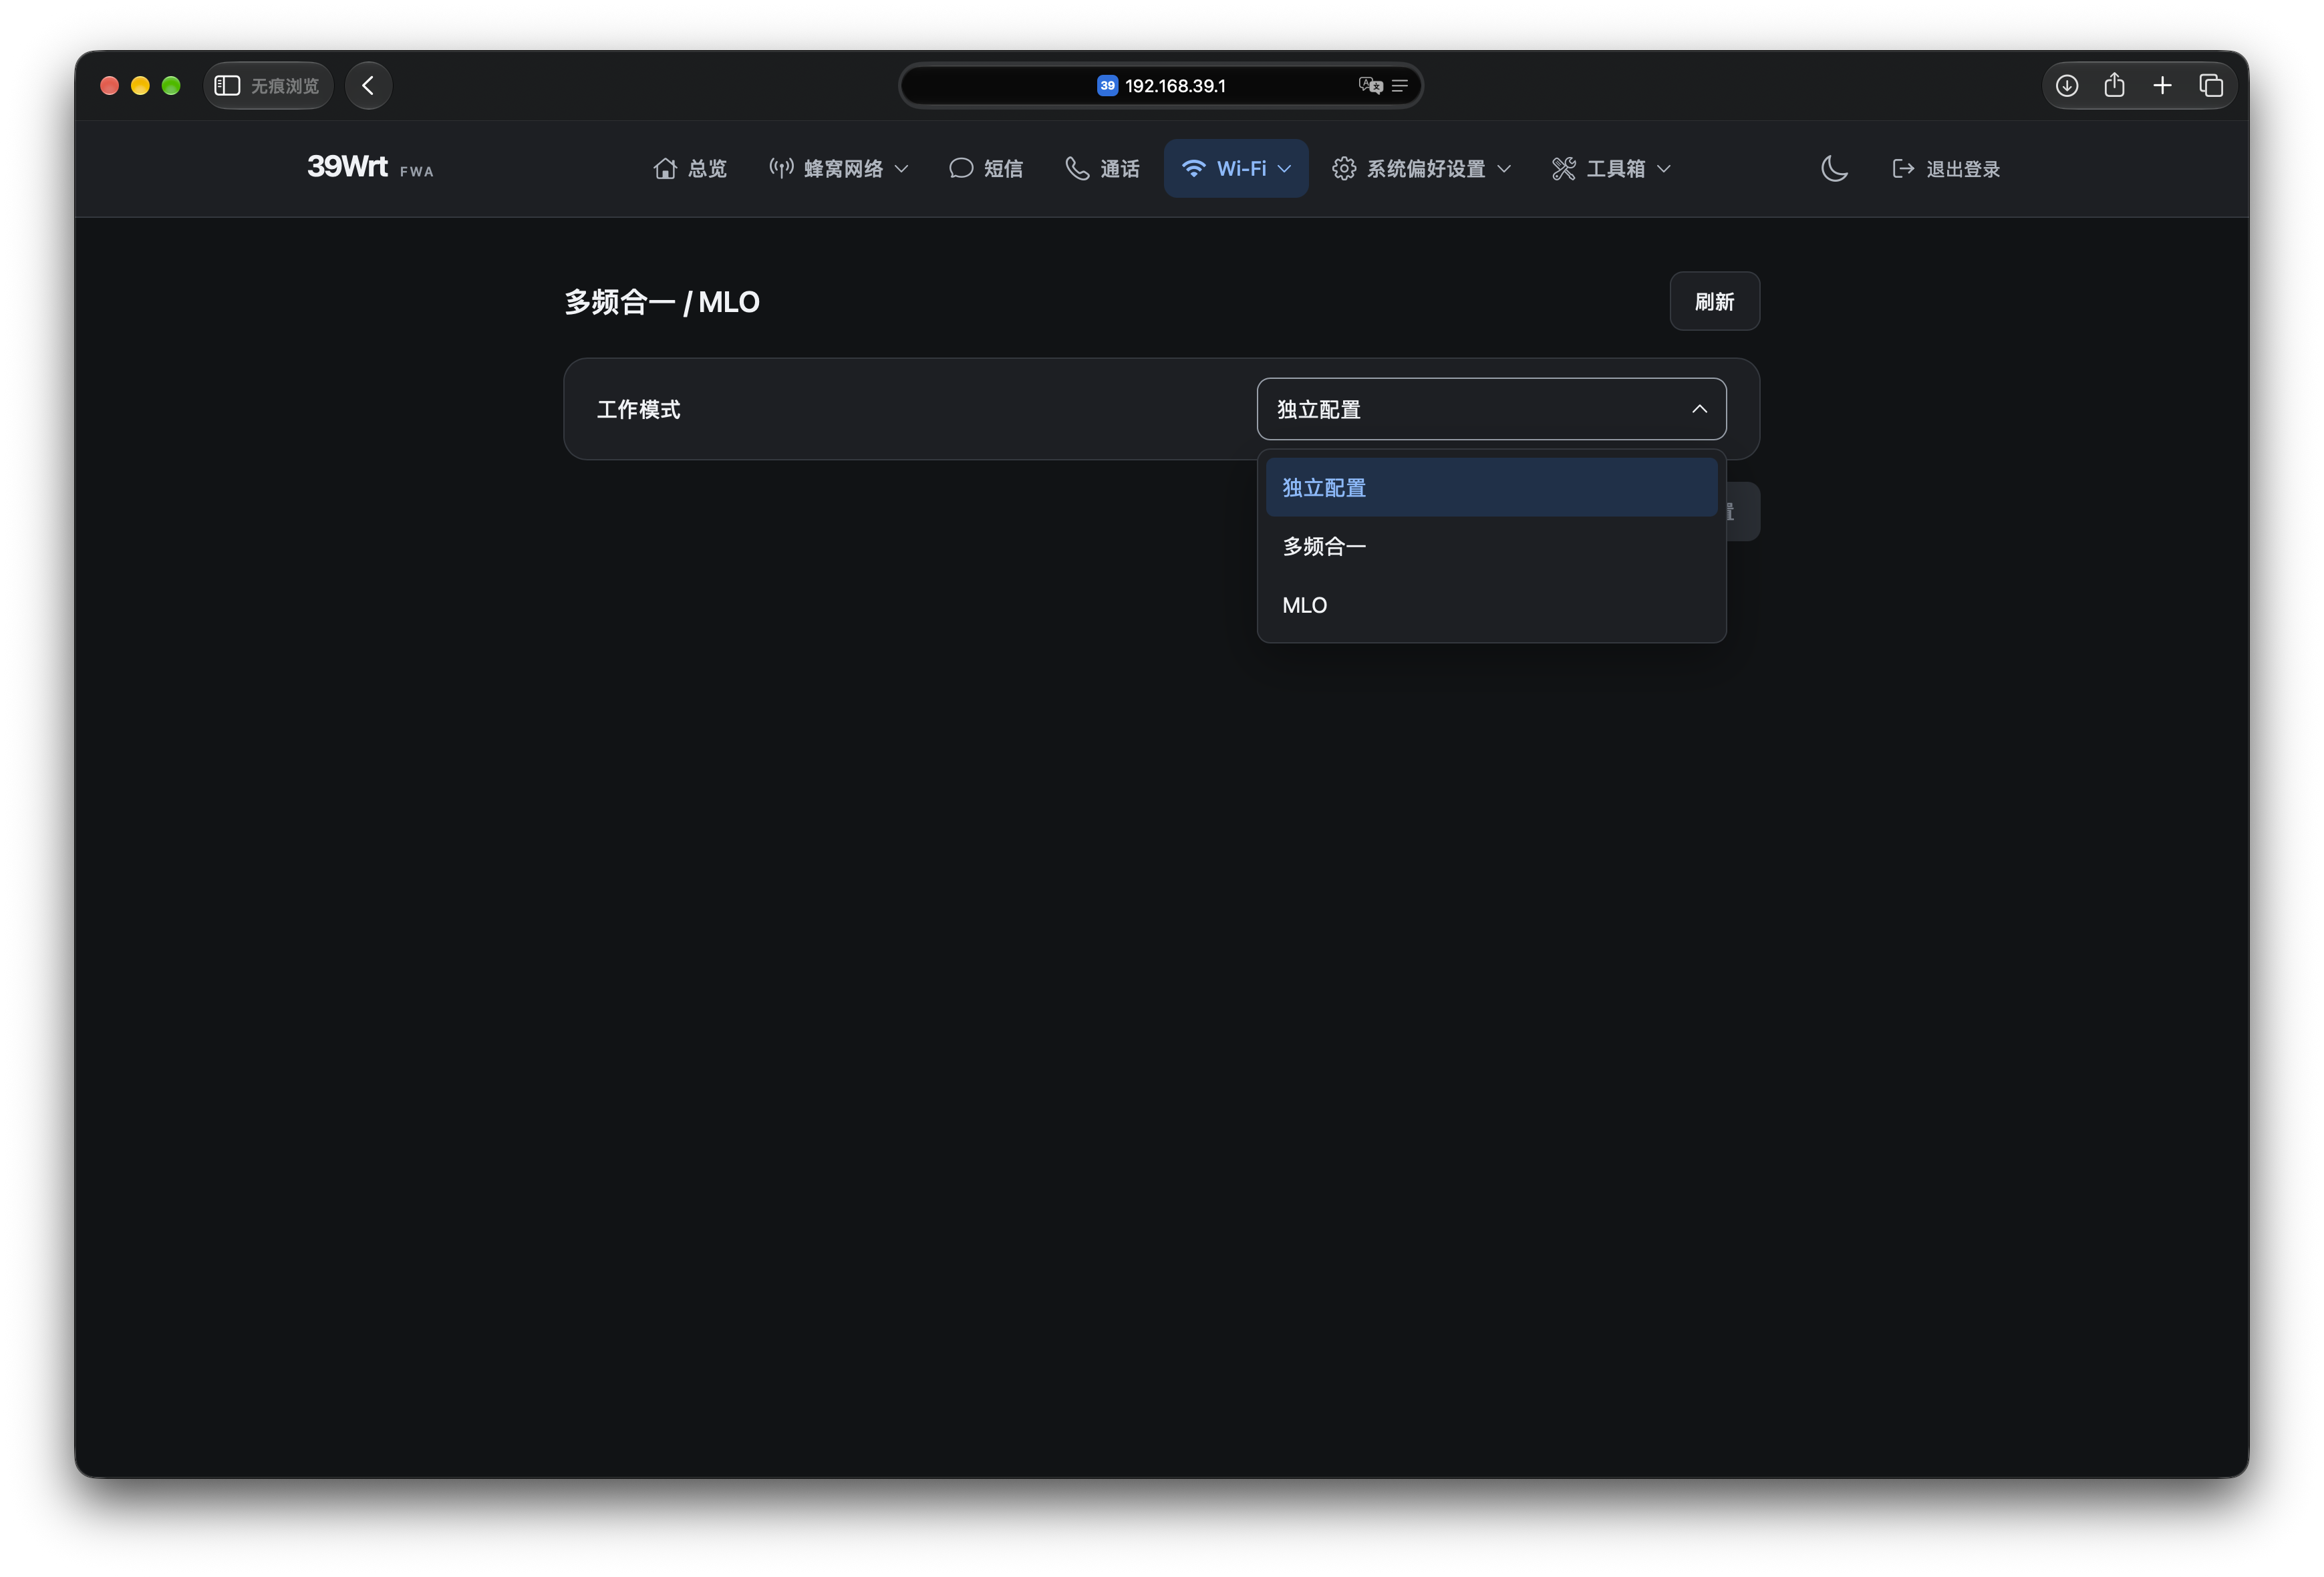 无痕浏览
39 192.168.39.1
39Wrt FWA
总览
蜂窝网络
短信
通话
Wi-Fi
系统偏好设置
工具箱
退出登录
多频合一 / MLO
刷新
工作模式
独立配置
独立配置
多频合一
MLO